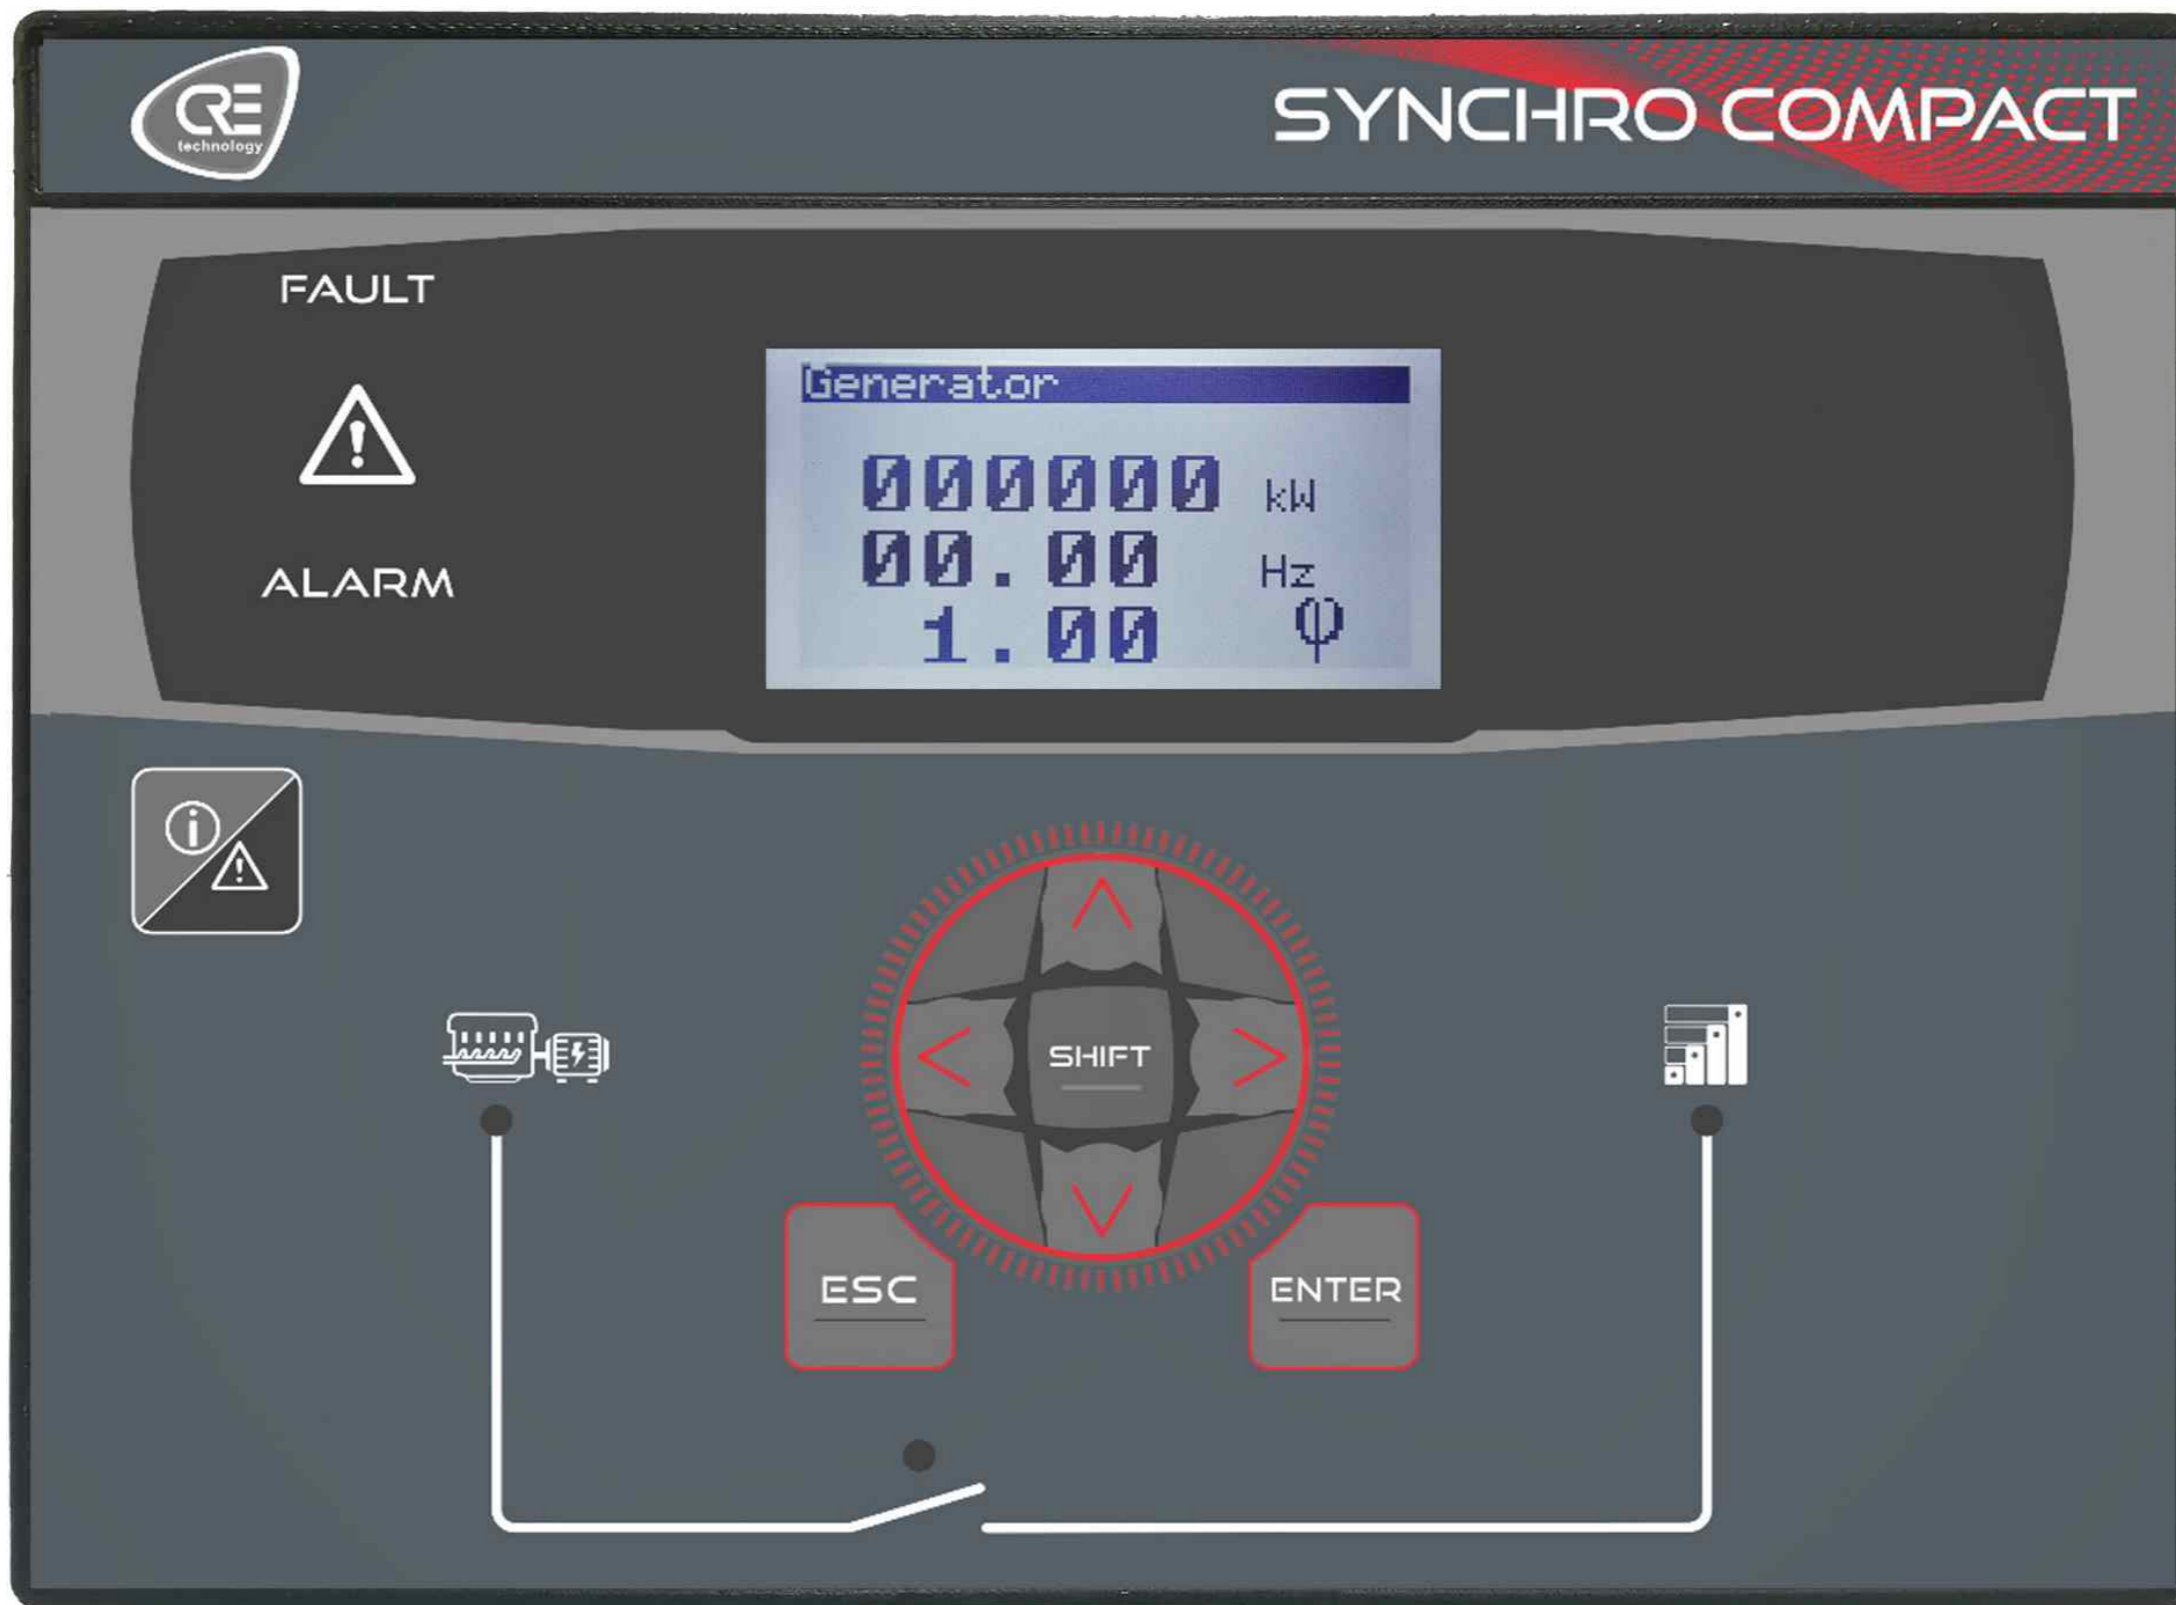 CRE
technology
SYNCHRO COMPACT
FAULT
ALARM
Generator
000000 kW
00.00 Hz
1.00 φ
SHIFT
ESC
ENTER